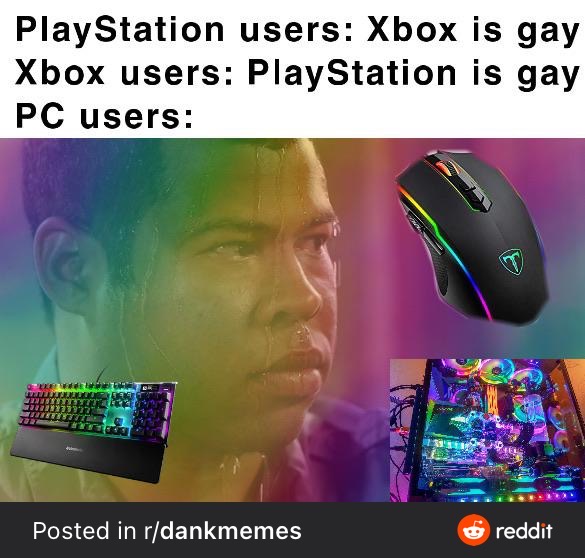 PlayStation users: Xbox is gay
Xbox users: PlayStation is gay
PC users:
Posted in r/dankmemes
reddit